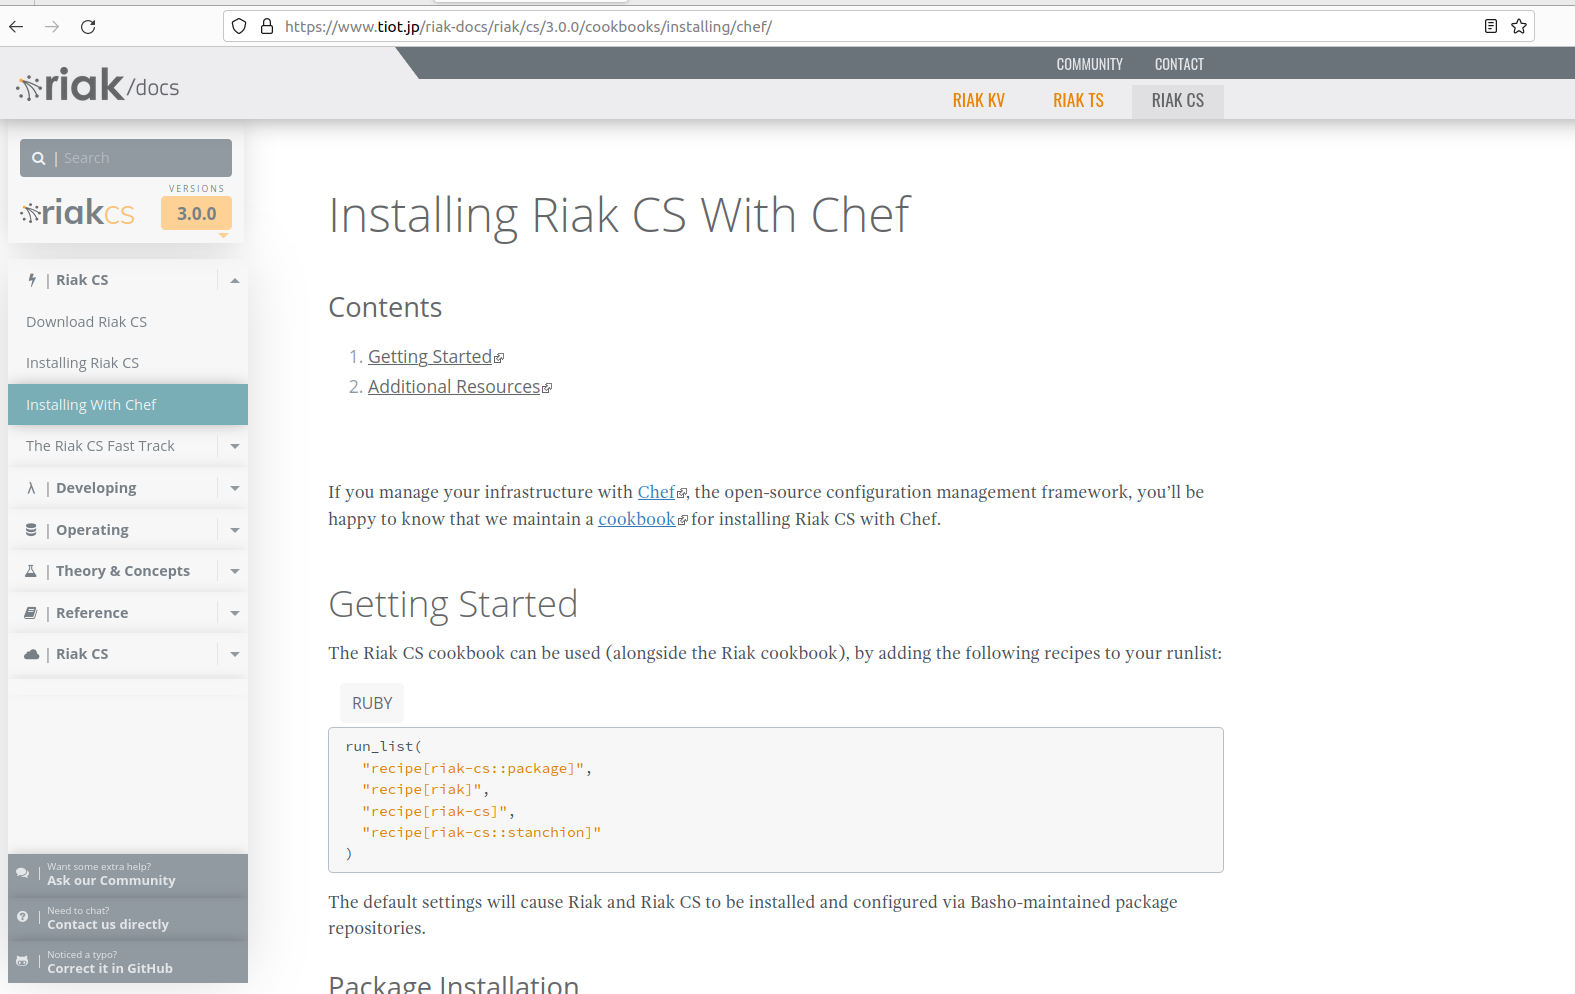 https://www.tiot.jp/riak-docs/riak/cs/3.0.0/cookbooks/installing/chef/
COMMUNITY CONTACT
riak/docs
RIAK KV RIAK TS RIAK CS
| Search
VERSIONS
riakcs 3.0.0
| Riak CS
Download Riak CS
Installing Riak CS
Installing With Chef
The Riak CS Fast Track
λ | Developing
| Operating
| Theory & Concepts
| Reference
| Riak CS
Want some extra help?
Ask our Community
Need to chat?
Contact us directly
Noticed a typo?
Correct it in GitHub
Installing Riak CS With Chef
Contents
1. Getting Started
2. Additional Resources
If you manage your infrastructure with Chef, the open-source configuration management framework, you’ll be
happy to know that we maintain a cookbook for installing Riak CS with Chef.
Getting Started
The Riak CS cookbook can be used (alongside the Riak cookbook), by adding the following recipes to your runlist:
RUBY
run_list(
"recipe[riak-cs::package]",
"recipe[riak]",
"recipe[riak-cs]",
"recipe[riak-cs::stanchion]"
)
The default settings will cause Riak and Riak CS to be installed and configured via Basho-maintained package
repositories.
Package Installation